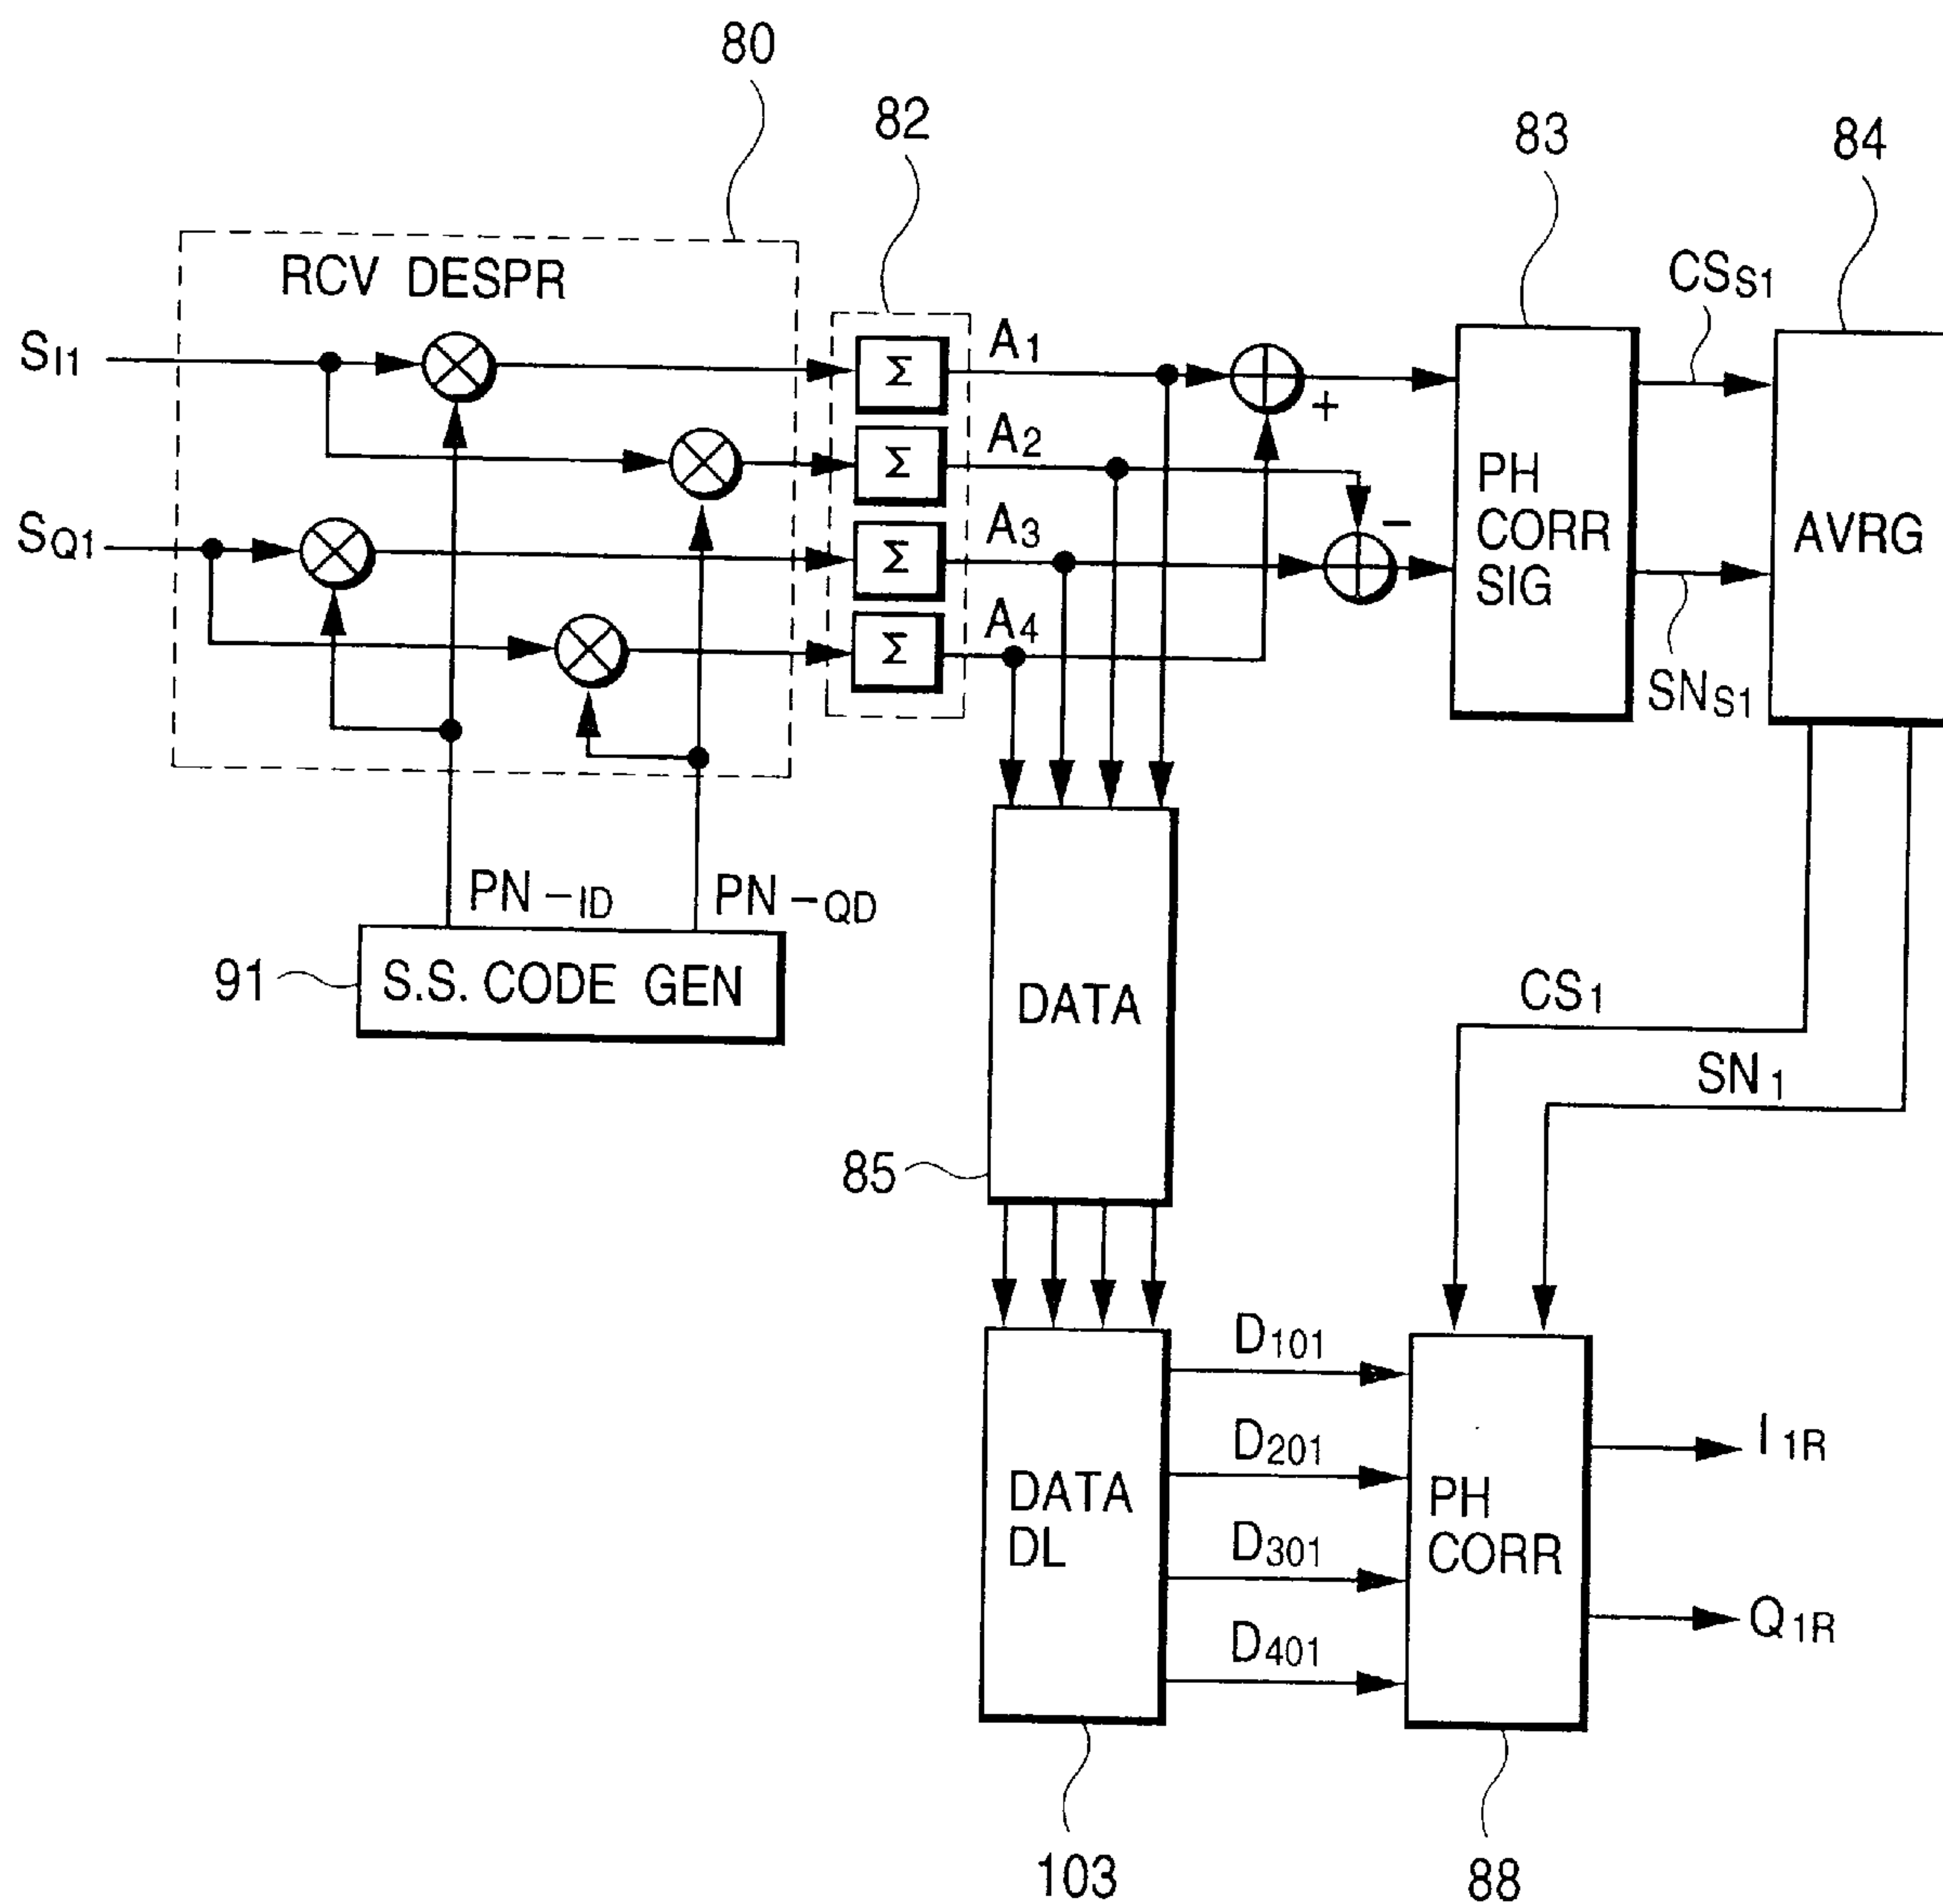 80
82
83
84
RCV DESPR
CSS1
SI1
A1
+
Σ
A2
Σ
PH
CORR
SIG
AVRG
SQ1
A3
−
Σ
A4
Σ
SNS1
PN-ID
PN-QD
91
S.S. CODE GEN
DATA
CS1
SN1
85
D101
D201
D301
D401
DATA
DL
PH
CORR
I1R
Q1R
103
88